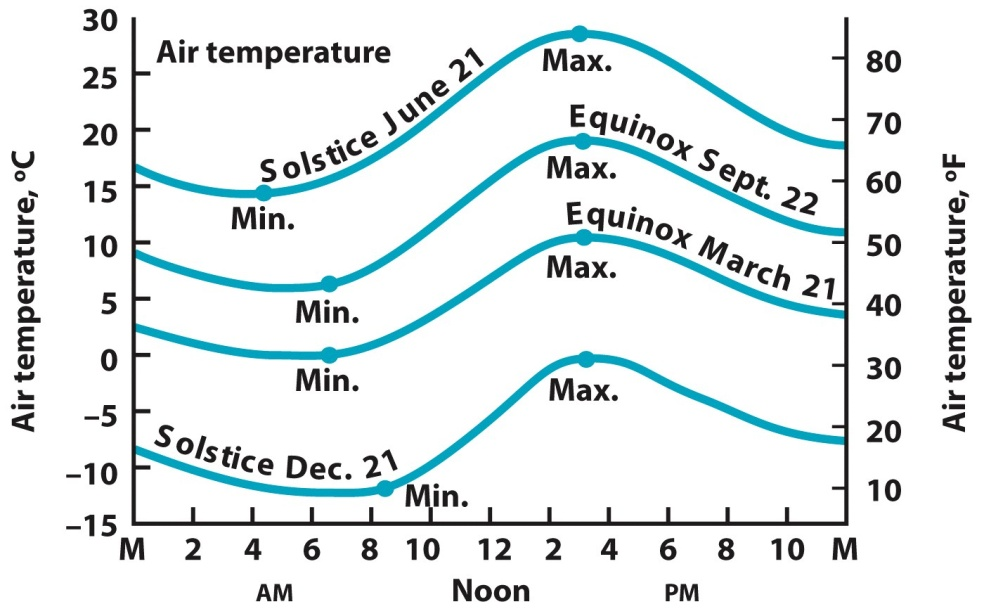 Air temperature
30
25
20
15
10
5
0
–5
–10
–15
Air temperature, ºC
80
70
60
50
40
30
20
10
Air temperature, ºF
Solstice June 21
Min.
Max.
Equinox Sept. 22
Min.
Max.
Equinox March 21
Min.
Max.
Solstice Dec. 21
Min.
Max.
M 2 4 6 8 10 12 2 4 6 8 10 M
AM Noon PM